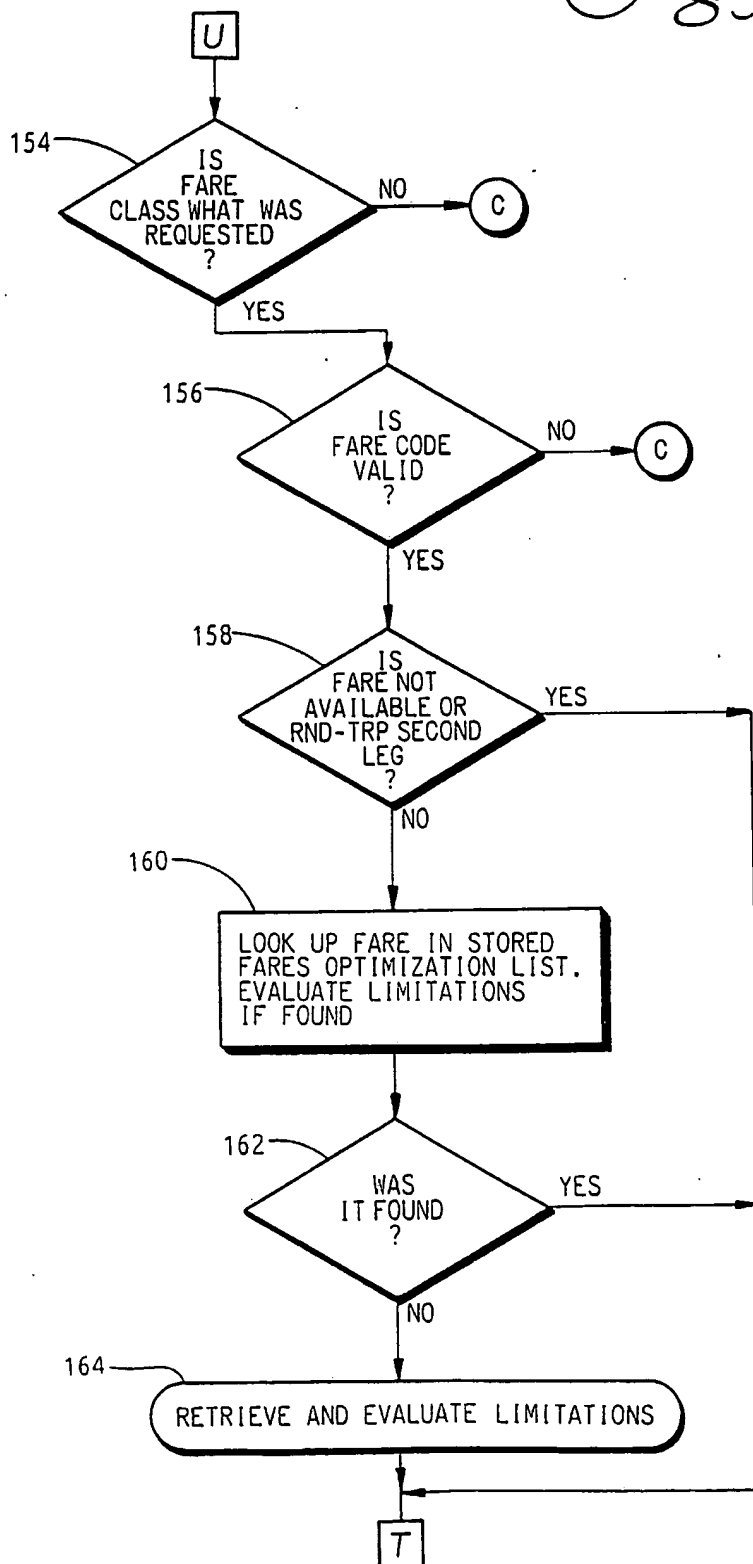 U
154
IS
FARE
CLASS WHAT WAS
REQUESTED
?
NO
C
YES
156
IS
FARE CODE
VALID
?
NO
C
YES
158
IS
FARE NOT
AVAILABLE OR
RND-TRP SECOND
LEG
?
YES
NO
160
LOOK UP FARE IN STORED
FARES OPTIMIZATION LIST.
EVALUATE LIMITATIONS
IF FOUND
162
WAS
IT FOUND
?
YES
NO
164
RETRIEVE AND EVALUATE LIMITATIONS
T